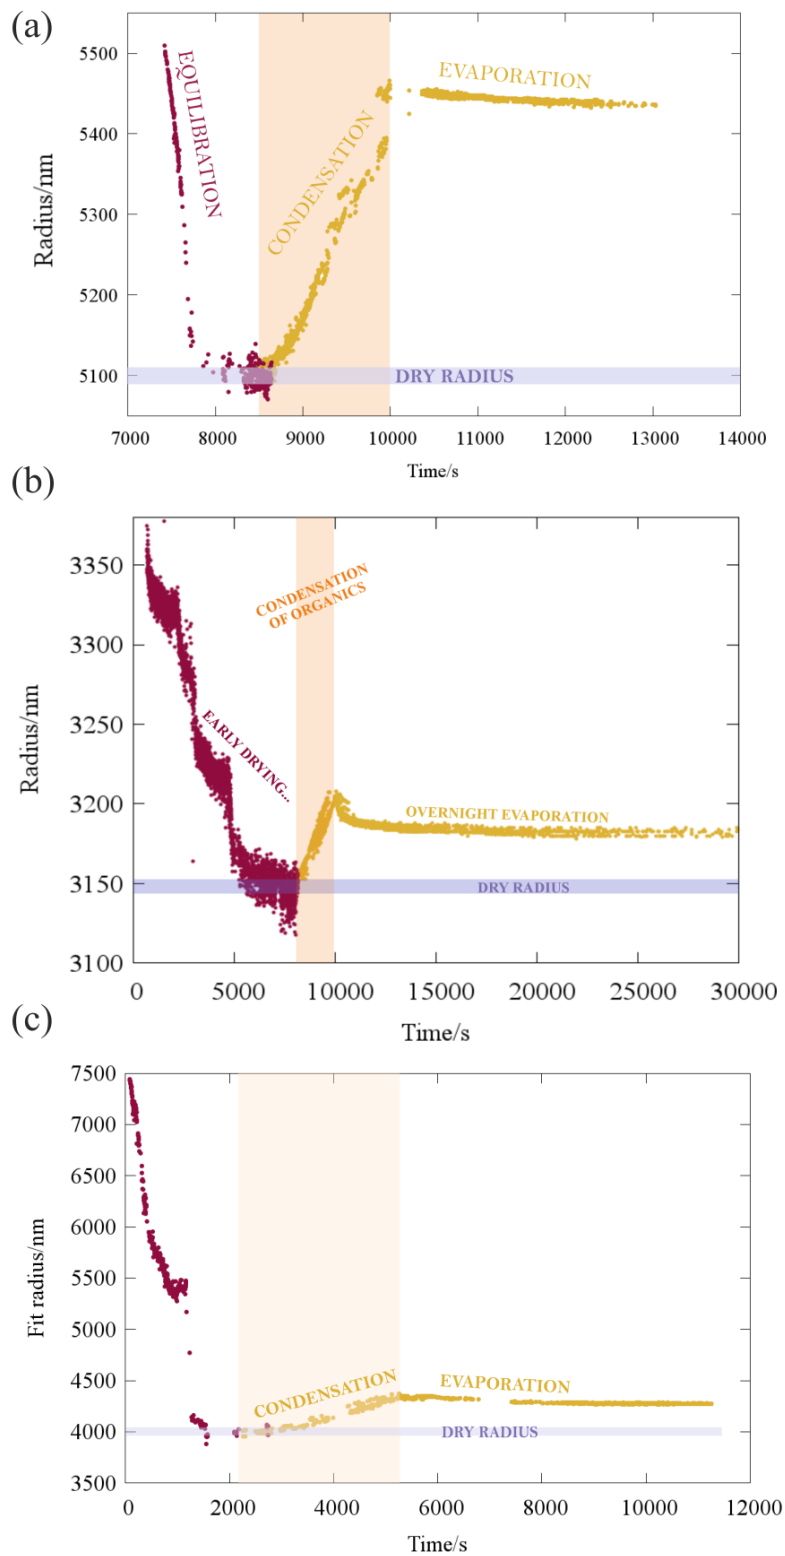 (a)
5500
5400
5300
5200
5100
Radius/nm
EQUILIBRATION
CONDENSATION
EVAPORATION
DRY RADIUS
7000 8000 9000 10000 11000 12000 13000 14000
Time/s
(b)
3350
3300
3250
3200
3150
3100
Radius/nm
CONDENSATION
OF ORGANICS
EARLY DRYING...
OVERNIGHT EVAPORATION
DRY RADIUS
0 5000 10000 15000 20000 25000 30000
Time/s
(c)
7500
7000
6500
6000
5500
5000
4500
4000
3500
Fit radius/nm
CONDENSATION
EVAPORATION
DRY RADIUS
0 2000 4000 6000 8000 10000 12000
Time/s